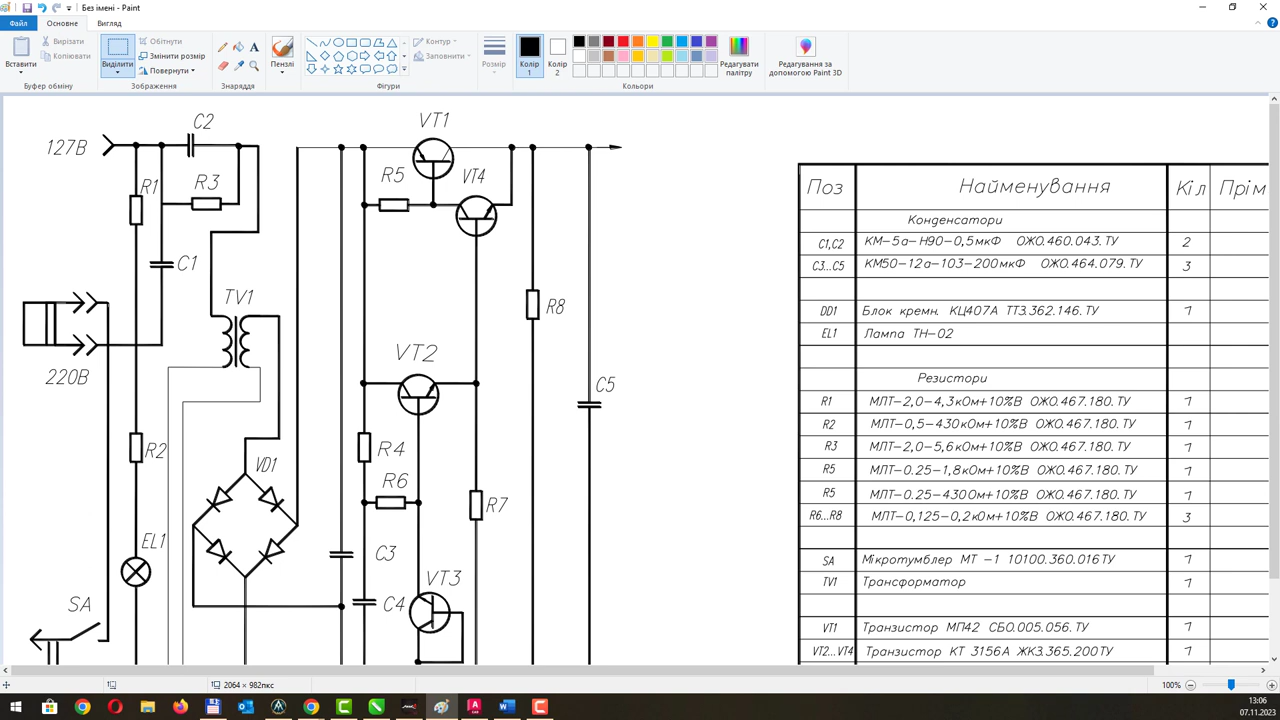 Без імені - Paint
Файл
Основне
Вигляд
Вставити
Вирізати
Копіювати
Буфер обміну
Виділити
Обітнути
Змінити розмір
Повернути
Зображення
Знаряддя
Пензлі
Контур
Заповнити
Фігури
Розмір
Колір 1
Колір 2
Кольори
Редагувати палітру
Редагування за допомогою Paint 3D
127В
C2
R1
R3
C1
220В
TV1
R2
VD1
EL1
SA
VT1
R5
VT4
R8
VT2
C5
R4
R6
R7
C3
VT3
C4
Поз Найменування Кіл Прим
Конденсатори
C1,C2 КМ-5а-Н90-0,5мкФ ОЖО.460.043.ТУ 2
C3...C5 КМ50-12а-103-200мкФ ОЖО.464.079.ТУ 3
DD1 Блок кремн. КЦ407А ТТ3.362.146.ТУ 1
EL1 Лампа ТН-02
Резистори
R1 МЛТ-2,0-4,3кОм+10%В ОЖО.467.180.ТУ 1
R2 МЛТ-0,5-430кОм+10%В ОЖО.467.180.ТУ 1
R3 МЛТ-2,0-5,6кОм+10%В ОЖО.467.180.ТУ 1
R5 МЛТ-0.25-1,8кОм+10%В ОЖО.467.180.ТУ 1
R5 МЛТ-0.25-430Ом+10%В ОЖО.467.180.ТУ 1
R6...R8 МЛТ-0,125-0,2кОм+10%В ОЖО.467.180.ТУ 3
SA Мікротумблер МТ -1 10100.360.016ТУ 1
TV1 Трансформатор 1
VT1 Транзистор МП42 СБО.005.056.ТУ 1
VT2...VT4 Транзистор КТ 3156А ЖК3.365.200ТУ 1
2064 × 982пкс
100%
13:06
07.11.2023